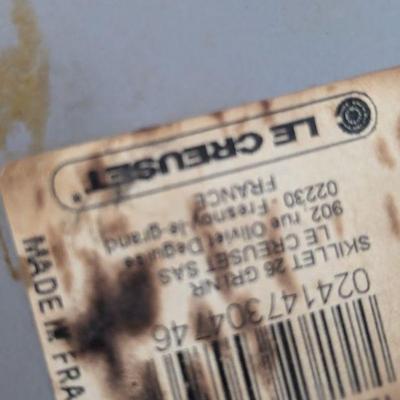 024147304746
SKILLET 26 GRINR
LE CREUSET SAS
902, rue Olivier Deguise
02230 - Fresnoy-le-grand
FRANCE
LE CREUSET
MADE IN FRA